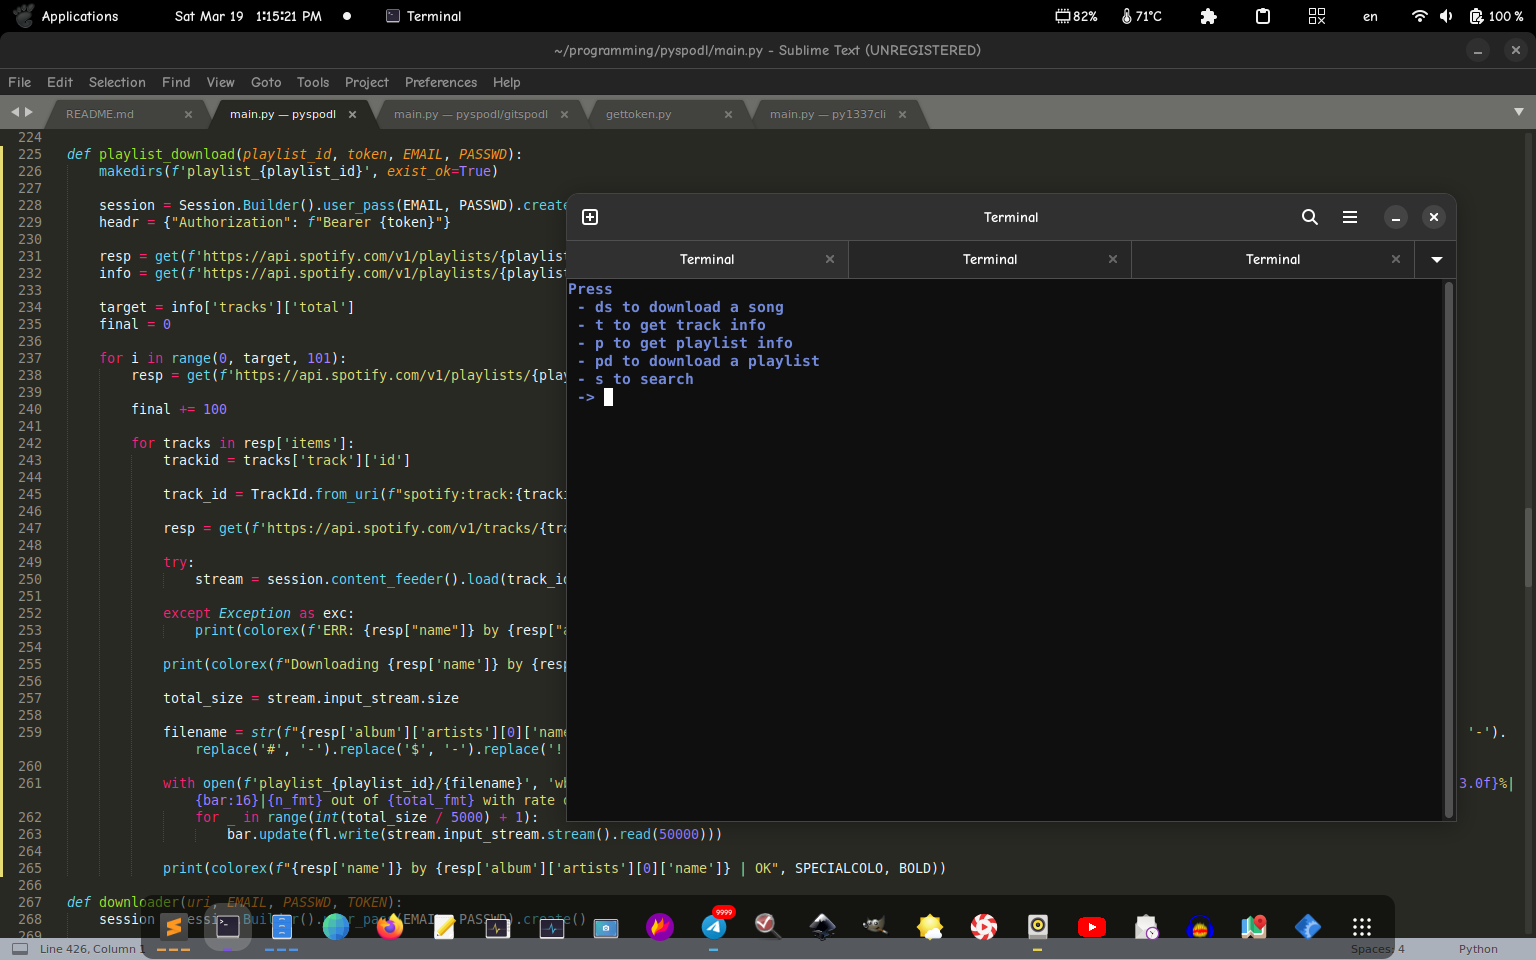 Applications
Sat Mar 19 1:15:21 PM
Terminal
82%
71°C
en
100 %
~/programming/pyspodl/main.py - Sublime Text (UNREGISTERED)
File Edit Selection Find View Goto Tools Project Preferences Help
README.md
main.py — pyspodl
main.py — pyspodl/gitspodl
gettoken.py
main.py — py1337cli
224
225 def playlist_download(playlist_id, token, EMAIL, PASSWD):
226 makedirs(f'playlist_{playlist_id}', exist_ok=True)
227
228 session = Session.Builder().user_pass(EMAIL, PASSWD).create
229 headr = {"Authorization": f"Bearer {token}"}
230
231 resp = get(f'https://api.spotify.com/v1/playlists/{playlist
232 info = get(f'https://api.spotify.com/v1/playlists/{playlist
233
234 target = info['tracks']['total']
235 final = 0
236
237 for i in range(0, target, 101):
238 resp = get(f'https://api.spotify.com/v1/playlists/{play
239
240 final += 100
241
242 for tracks in resp['items']:
243 trackid = tracks['track']['id']
244
245 track_id = TrackId.from_uri(f"spotify:track:{track
246
247 resp = get(f'https://api.spotify.com/v1/tracks/{tra
248
249 try:
250 stream = session.content_feeder().load(track_i
251
252 except Exception as exc:
253 print(colorex(f'ERR: {resp["name"]} by {resp["a
254
255 print(colorex(f"Downloading {resp['name']} by {resp
256
257 total_size = stream.input_stream.size
258
259 filename = str(f"{resp['album']['artists'][0]['name '-').
replace('#', '-').replace('$', '-').replace('!
260
261 with open(f'playlist_{playlist_id}/{filename}', 'wb 3.0f}%|
{bar:16}|{n_fmt} out of {total_fmt} with rate
262 for _ in range(int(total_size / 5000) + 1):
263 bar.update(fl.write(stream.input_stream.stream().read(50000)))
264
265 print(colorex(f"{resp['name']} by {resp['album']['artists'][0]['name']} | OK", SPECIALCOLO, BOLD))
266
267 def downloader(uri, EMAIL, PASSWD, TOKEN):
268 session = Session.Builder().user_pass(EMAIL, PASSWD).create()
269
Terminal
Terminal
Terminal
Terminal
Press
- ds to download a song
- t to get track info
- p to get playlist info
- pd to download a playlist
- s to search
->
9999
Line 426, Column 1
Spaces: 4
Python